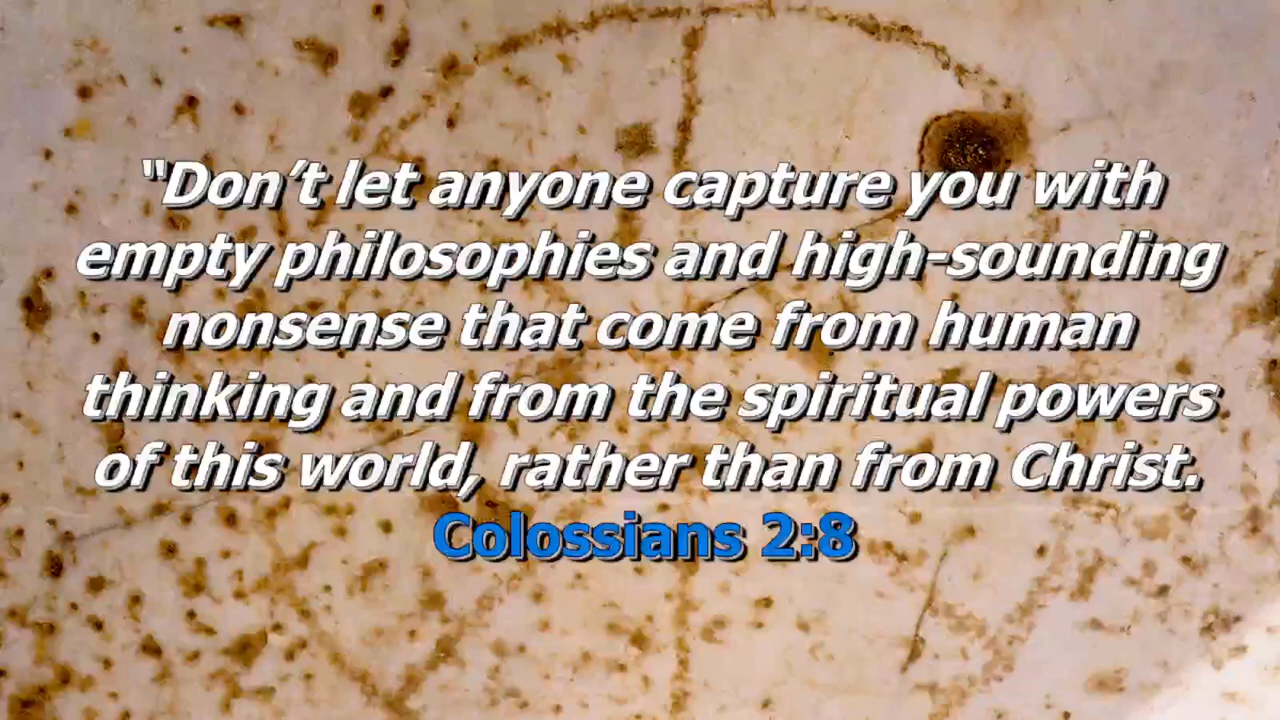 “Don’t let anyone capture you with
empty philosophies and high-sounding
nonsense that come from human
thinking and from the spiritual powers
of this world, rather than from Christ.
Colossians 2:8